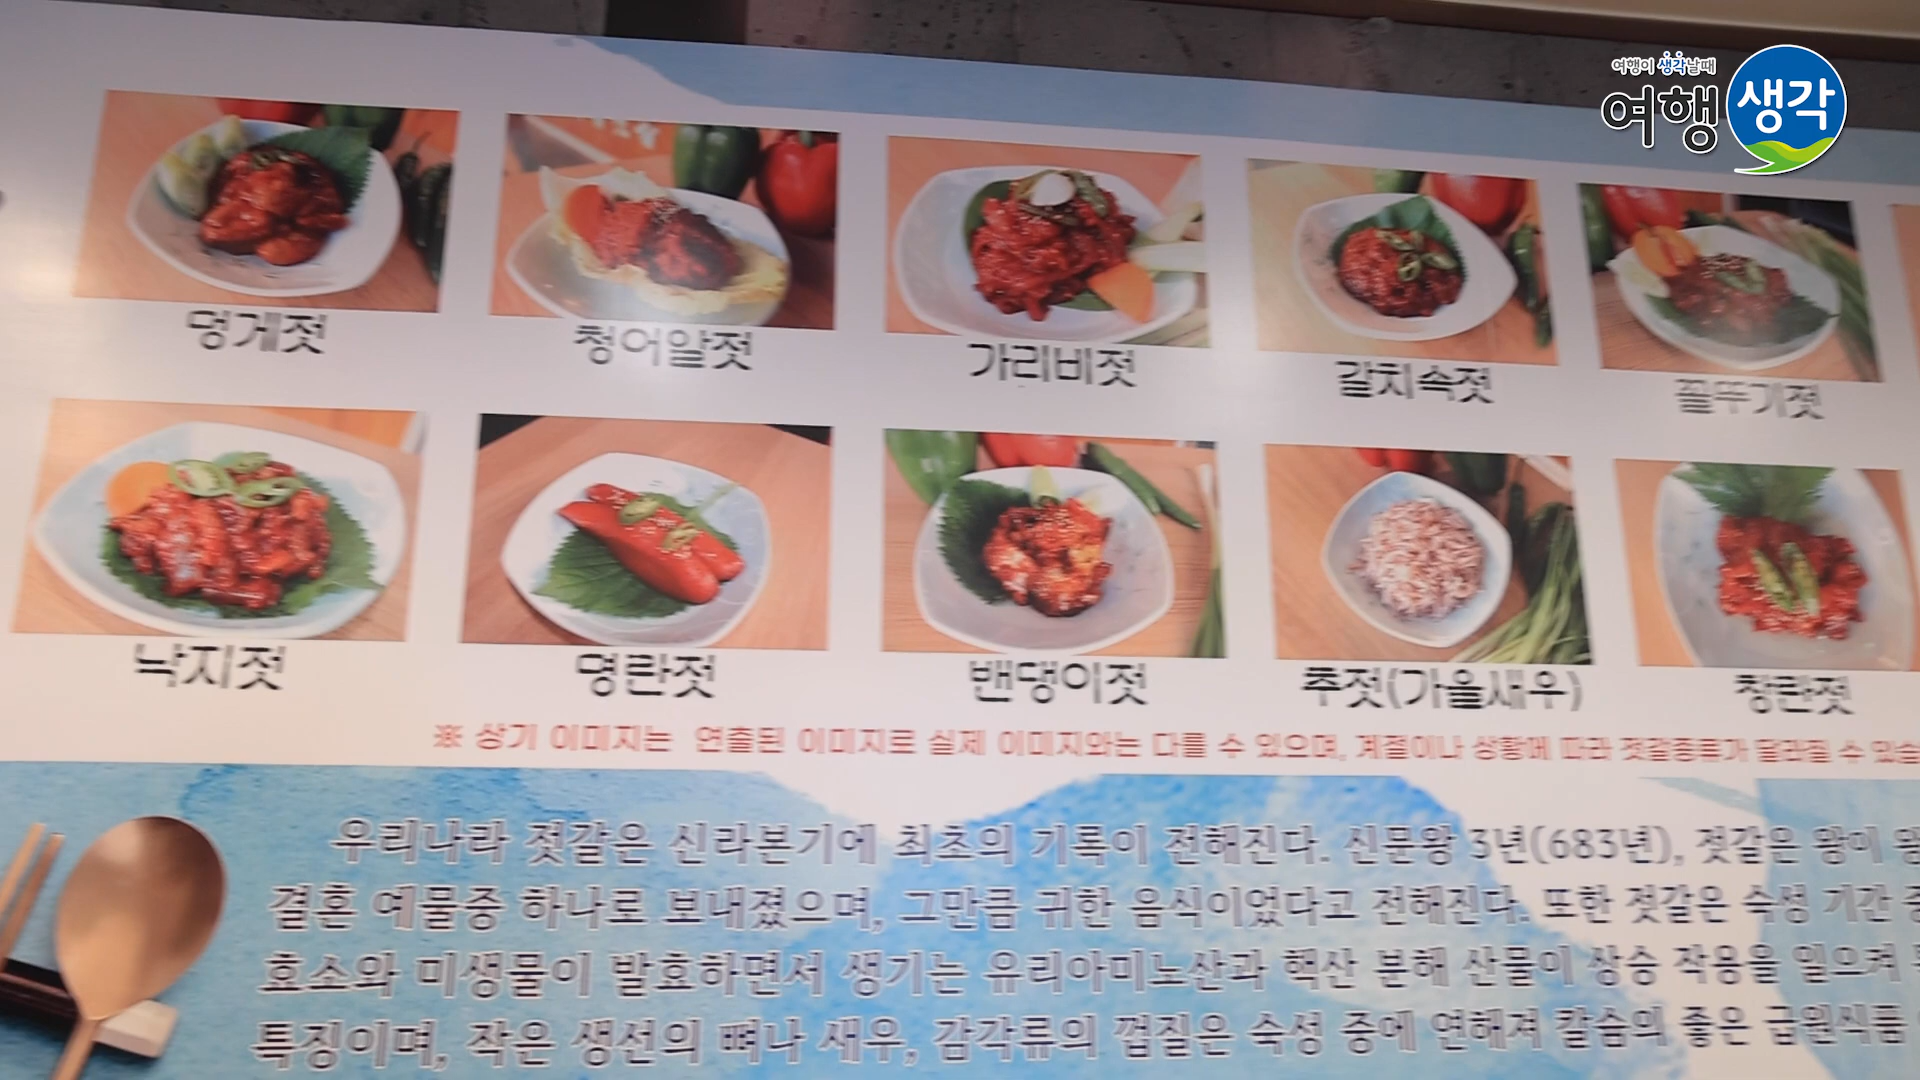 여행이 생각날때
여행 생각
멍게젓
청어알젓
가리비젓
갈치속젓
꼴뚜기젓
낙지젓
명란젓
밴댕이젓
추젓(가을새우)
창란젓
※ 상기 이미지는 연출된 이미지로 실제 이미지와는 다를 수 있으며, 계절이나 상황에 따라 젓갈종류가 달라질 수 있습
우리나라 젓갈은 신라본기에 최초의 기록이 전해진다. 신문왕 3년(683년), 젓갈은 왕이 왕
결혼 예물중 하나로 보내졌으며, 그만큼 귀한 음식이었다고 전해진다. 또한 젓갈은 숙성 기간 중
효소와 미생물이 발효하면서 생기는 유리아미노산과 핵산 분해 산물이 상승 작용을 일으켜
특징이며, 작은 생선의 뼈나 새우, 갑각류의 껍질은 숙성 중에 연해져 칼슘의 좋은 급원식품